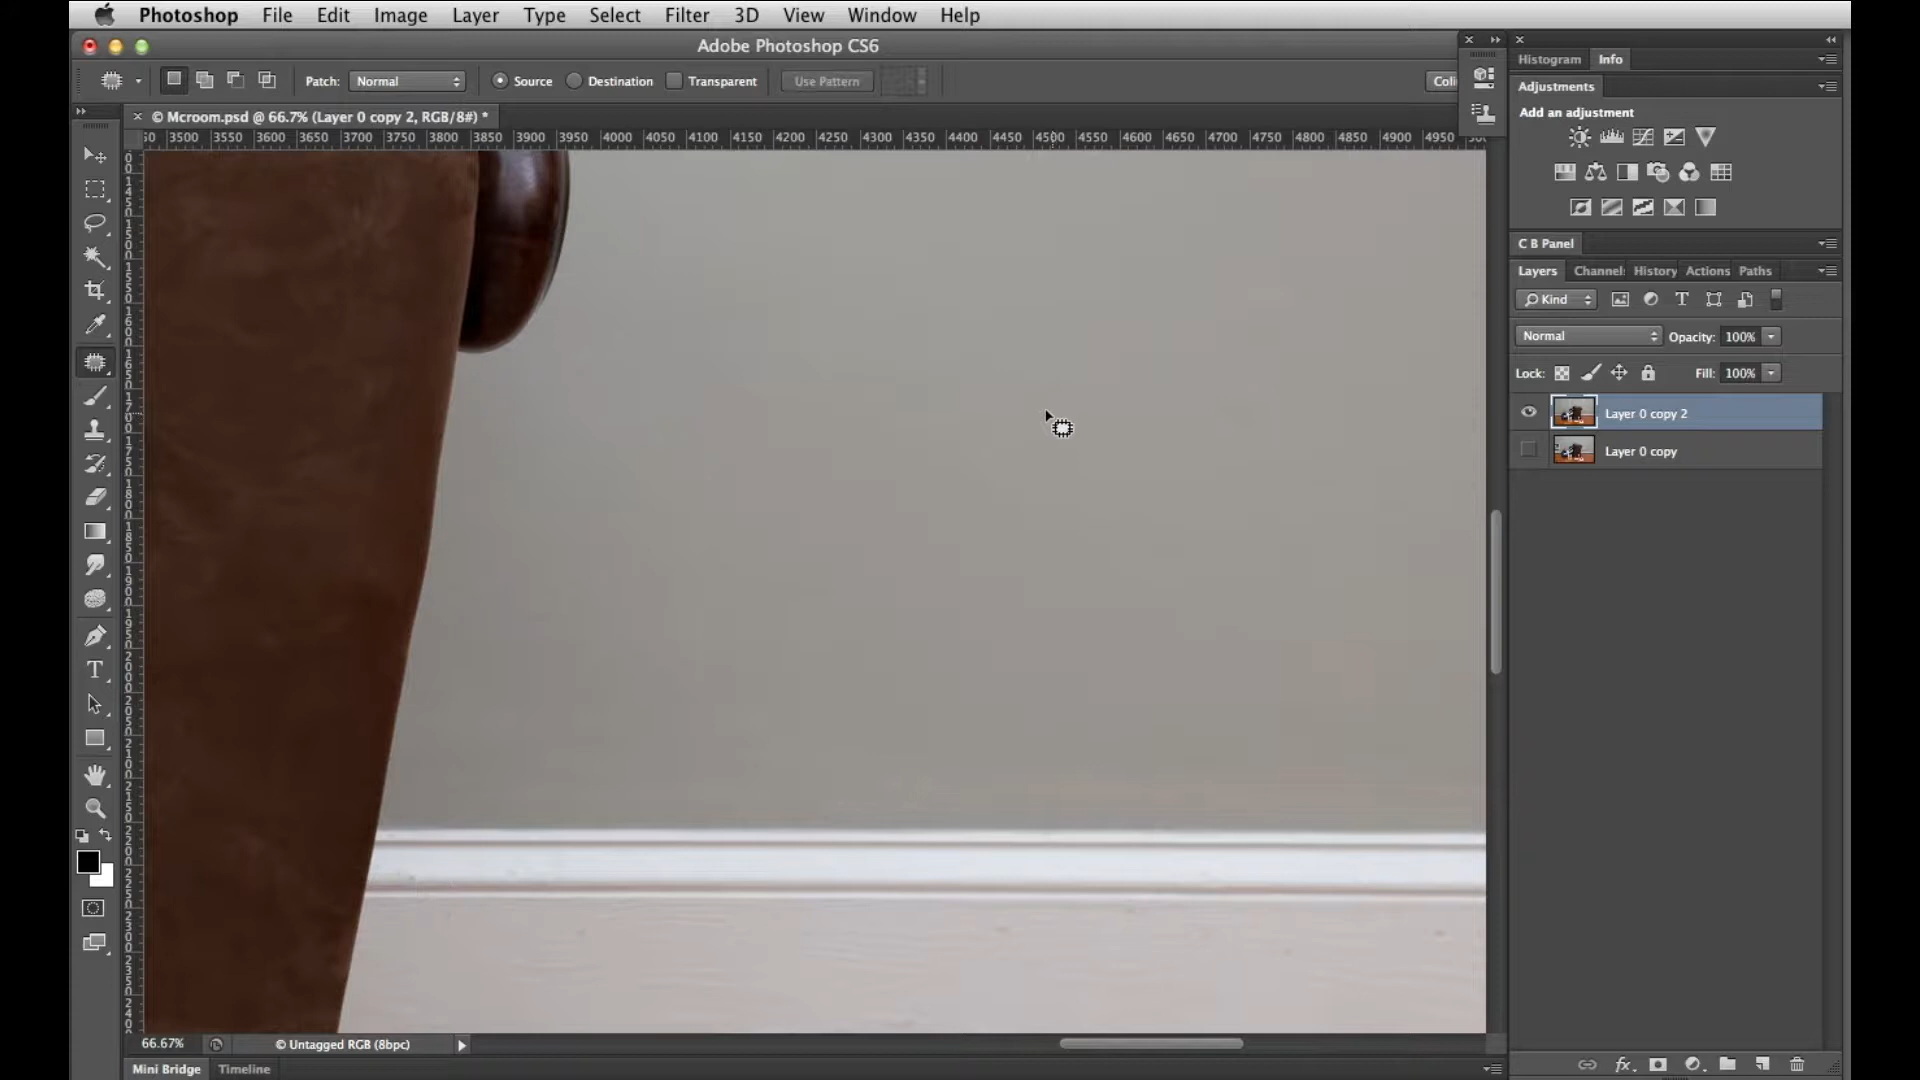 Photoshop File Edit Image Layer Type Select Filter 3D View Window Help
Adobe Photoshop CS6
Patch: Normal Source Destination Transparent Use Pattern Coli
© Mcroom.psd @ 66.7% (Layer 0 copy 2, RGB/8#) *
3500 3550 3600 3650 3700 3750 3800 3850 3900 3950 4000 4050 4100 4150 4200 4250 4300 4350 4400 4450 4500 4550 4600 4650 4700 4750 4800 4850 4900 4950
Histogram Info
Adjustments
Add an adjustment
C B Panel
Layers Channel History Actions Paths
Kind
Normal Opacity: 100%
Lock: Fill: 100%
Layer 0 copy 2
Layer 0 copy
T
66.67% © Untagged RGB (8bpc)
fx
Mini Bridge Timeline